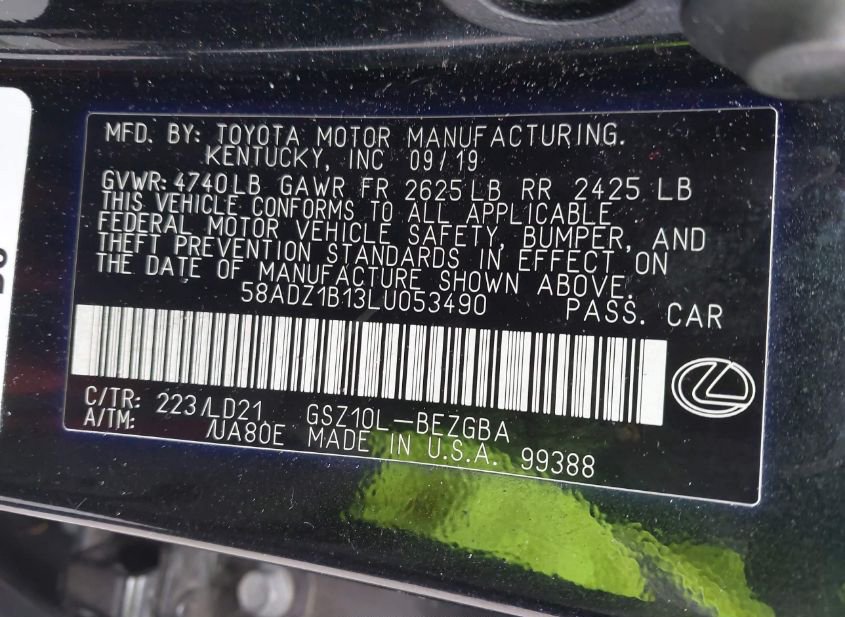 MFD. BY: TOYOTA MOTOR MANUFACTURING.
KENTUCKY, INC 09/19
GVWR: 4740LB GAWR FR 2625LB RR 2425 LB
THIS VEHICLE CONFORMS TO ALL APPLICABLE
FEDERAL MOTOR VEHICLE SAFETY, BUMPER, AND
THEFT PREVENTION STANDARDS IN EFFECT ON
THE DATE OF MANUFACTURE SHOWN ABOVE.
58ADZ1B13LU053490 PASS. CAR
C/TR: 223/LD21 GSZ10L-BEZGBA
A/TM: /UA80E MADE IN U.S.A. 99388